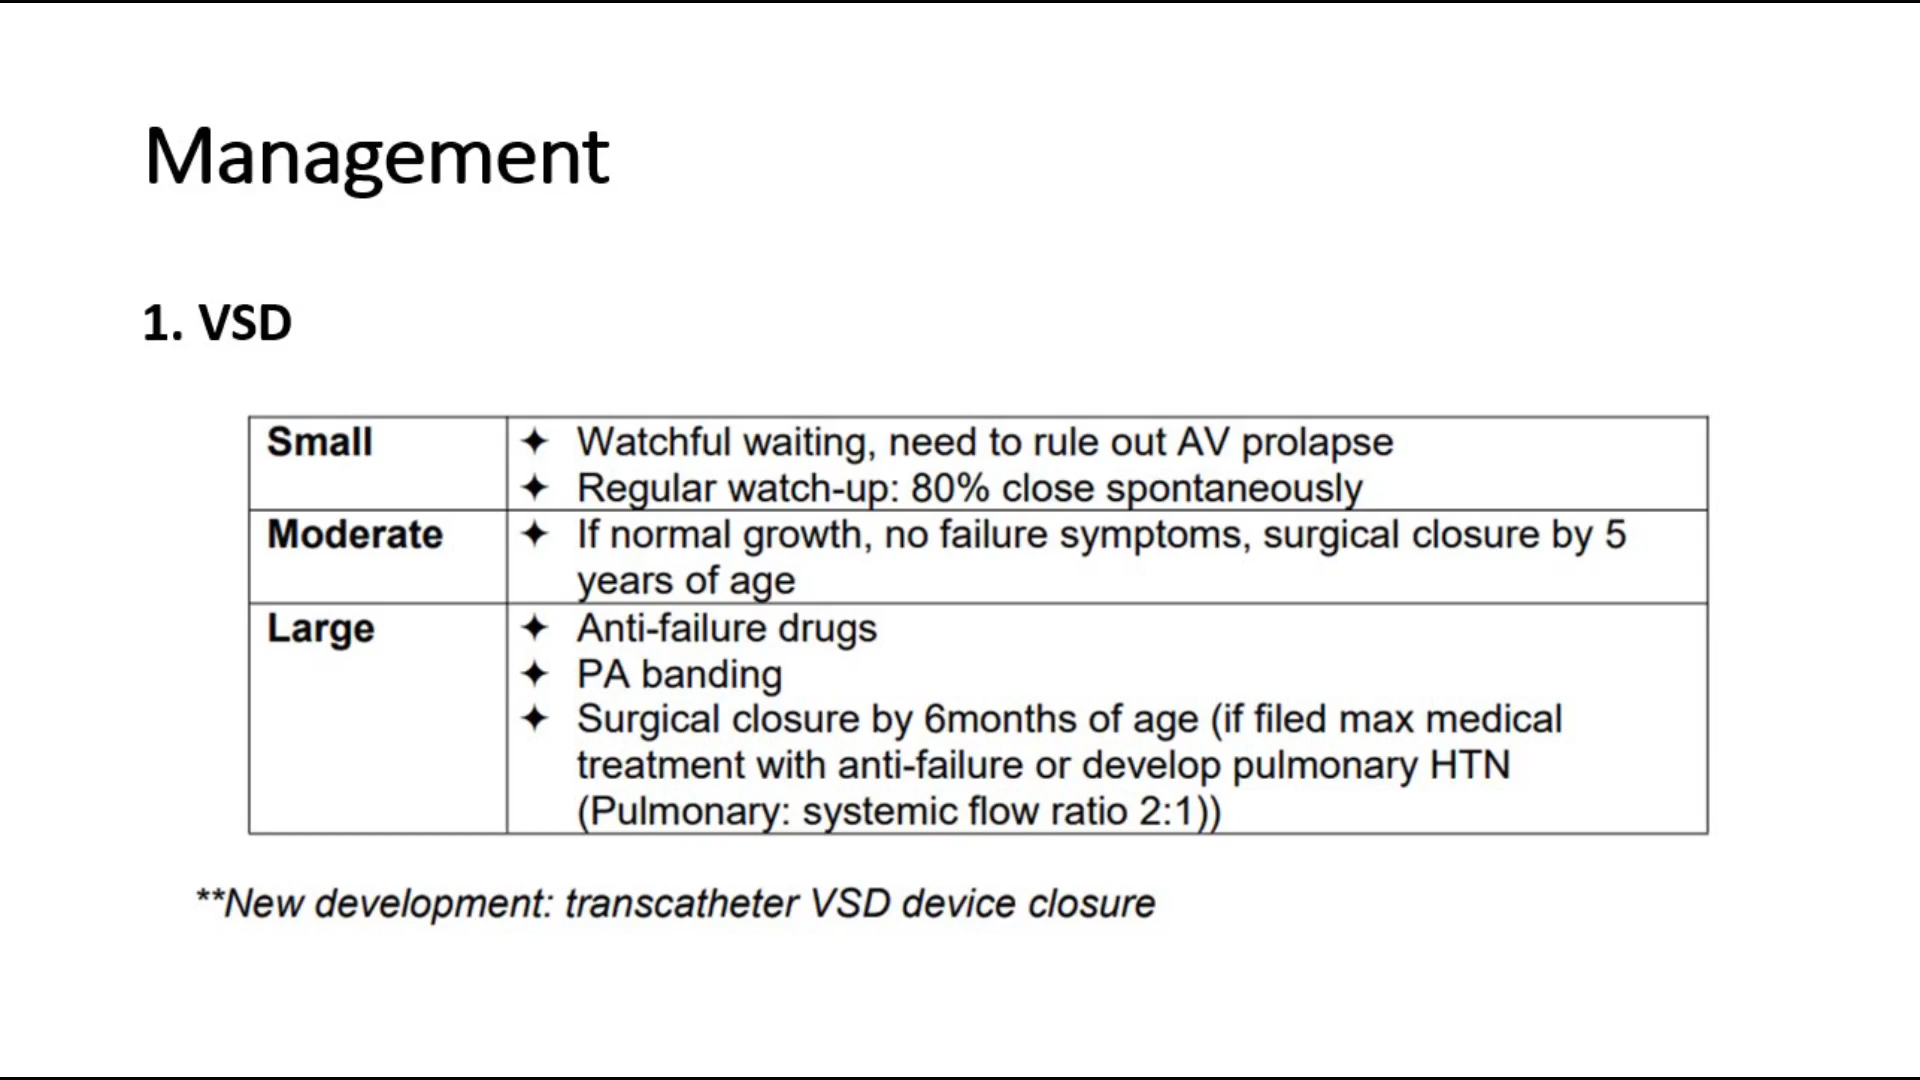 Management
1. VSD
Small
✦ Watchful waiting, need to rule out AV prolapse
✦ Regular watch-up: 80% close spontaneously
Moderate
✦ If normal growth, no failure symptoms, surgical closure by 5
years of age
Large
✦ Anti-failure drugs
✦ PA banding
✦ Surgical closure by 6months of age (if filed max medical
treatment with anti-failure or develop pulmonary HTN
(Pulmonary: systemic flow ratio 2:1))
**New development: transcatheter VSD device closure